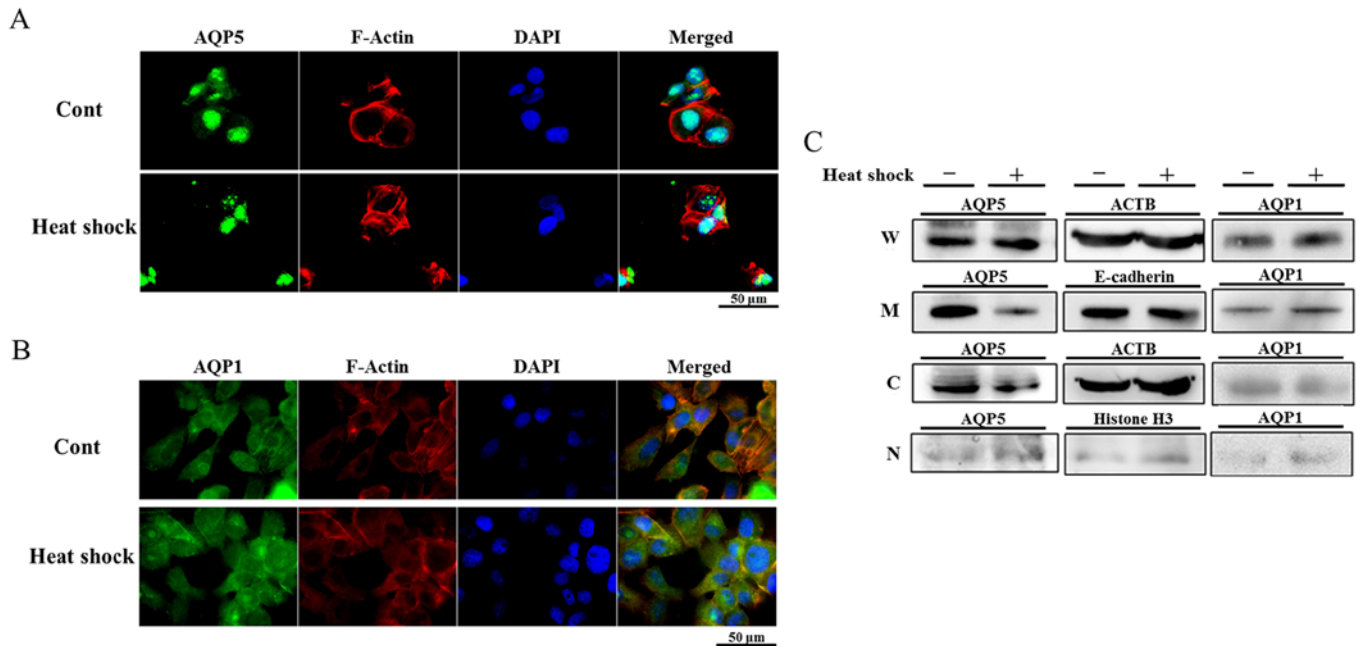 A
AQP5 F-Actin DAPI Merged
Cont
Heat shock
50 µm
B
AQP1 F-Actin DAPI Merged
Cont
Heat shock
50 µm
C
Heat shock − + − + − +
AQP5 ACTB AQP1
W
AQP5 E-cadherin AQP1
M
AQP5 ACTB AQP1
C
AQP5 Histone H3 AQP1
N